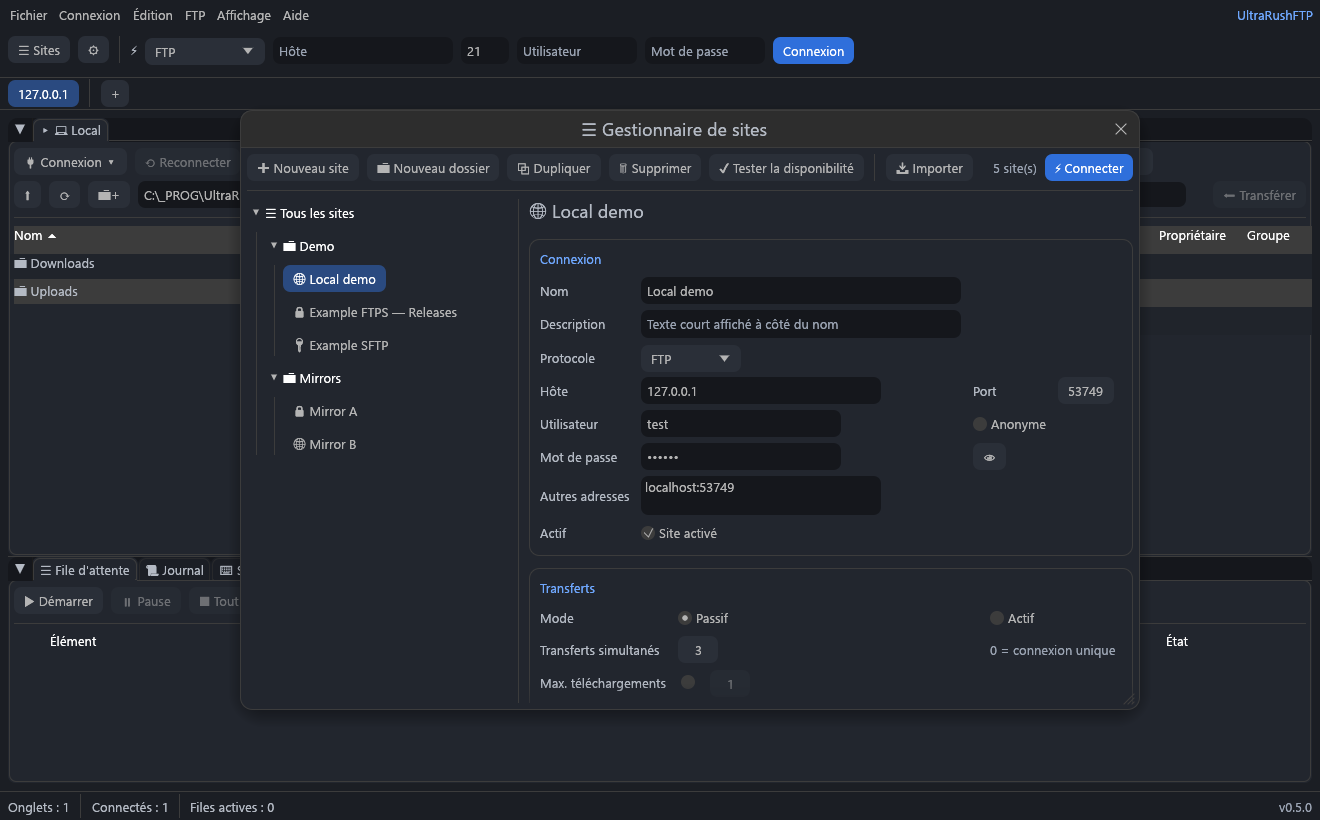 Fichier Connexion Édition FTP Affichage Aide UltraRushFTP
Sites FTP Hôte 21 Utilisateur Mot de passe Connexion
127.0.0.1 +
Local
Gestionnaire de sites
Connexion Reconnecter
Nouveau site Nouveau dossier Dupliquer Supprimer Tester la disponibilité Importer 5 site(s) Connecter
C:\_PROG\UltraR
Transférer
Nom Propriétaire Groupe
Downloads
Uploads
Tous les sites
Demo
Local demo
Example FTPS — Releases
Example SFTP
Mirrors
Mirror A
Mirror B
Local demo
Connexion
Nom Local demo
Description Texte court affiché à côté du nom
Protocole FTP
Hôte 127.0.0.1 Port 53749
Utilisateur test Anonyme
Mot de passe ••••••
Autres adresses localhost:53749
Actif Site activé
Transferts
Mode Passif Actif
Transferts simultanés 3 0 = connexion unique
Max. téléchargements 1
File d'attente Journal S
Démarrer Pause Tout
Élément État
Onglets : 1 Connectés : 1 Files actives : 0 v0.5.0